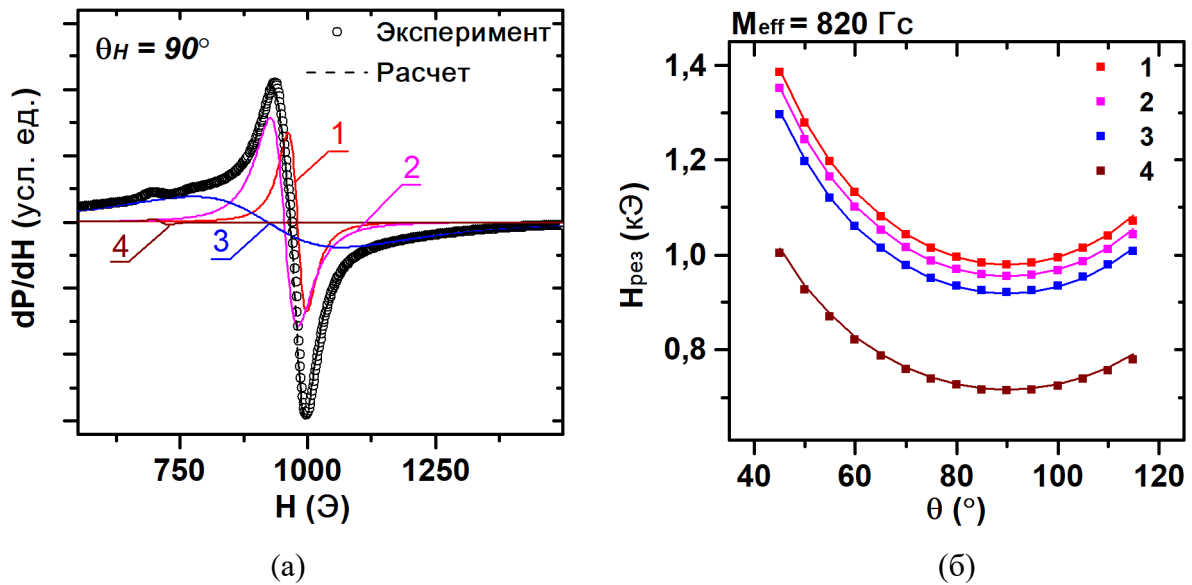 θH = 90°
Эксперимент
Расчет
1
2
3
4
dP/dH (усл. ед.)
750
1000
1250
H (Э)
(а)
Meff = 820 Гс
1
2
3
4
1,4
1,2
1,0
0,8
Hрез (кЭ)
40
60
80
100
120
θ (°)
(б)